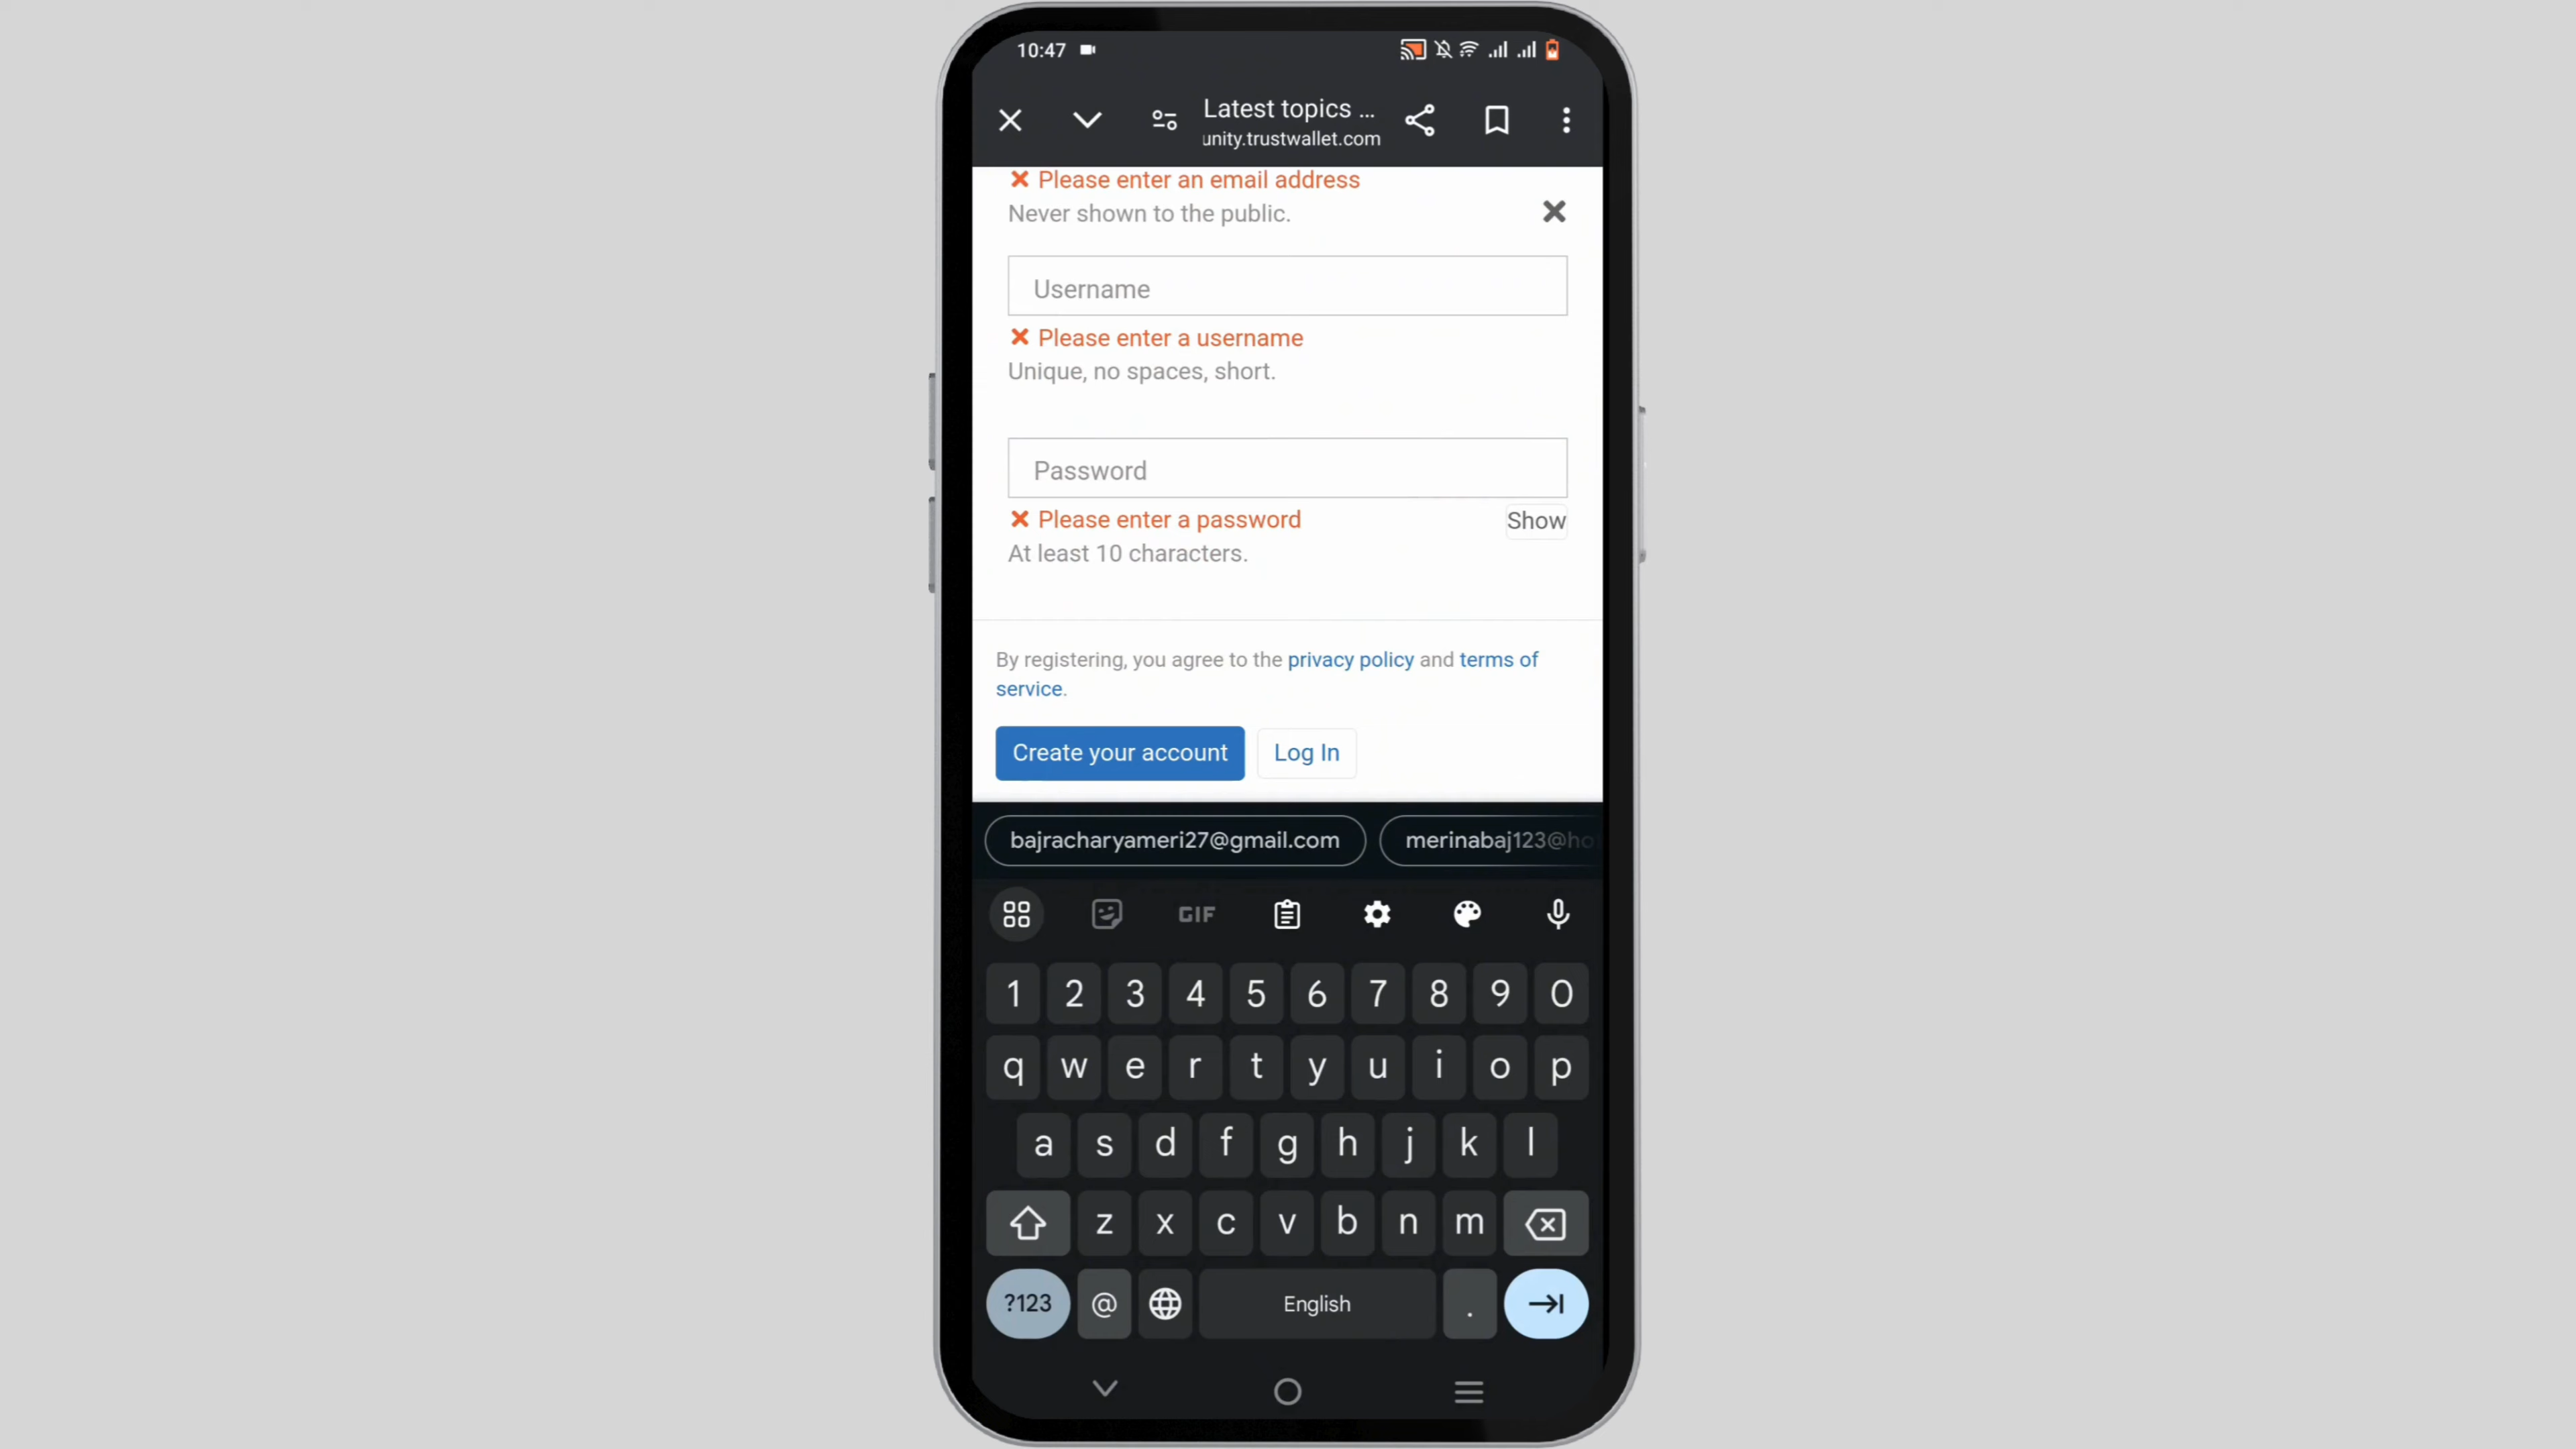 10:47
Latest topics ...
unity.trustwallet.com
Please enter an email address
Never shown to the public.
Username
Please enter a username
Unique, no spaces, short.
Password
Please enter a password
Show
At least 10 characters.
By registering, you agree to the privacy policy and terms of
service.
Create your account
Log In
bajracharyameri27@gmail.com
merinabaj123@ho
GIF
1 2 3 4 5 6 7 8 9 0
q w e r t y u i o p
a s d f g h j k l
z x c v b n m
?123 @ English .